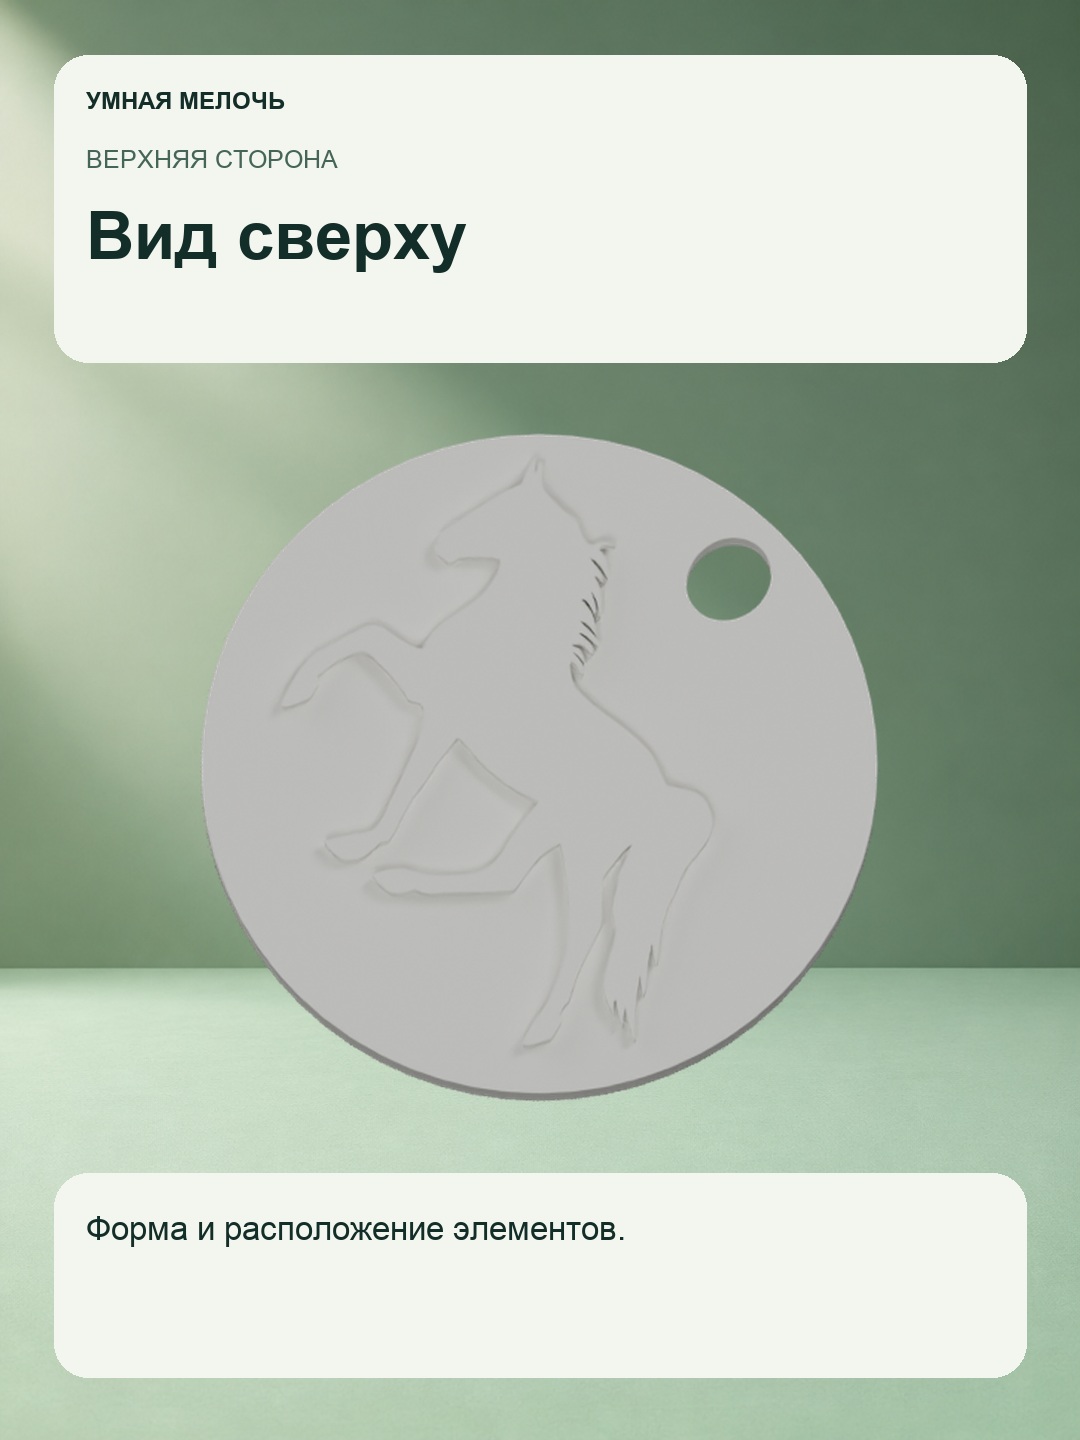 УМНАЯ МЕЛОЧЬ
ВЕРХНЯЯ СТОРОНА
Вид сверху
Форма и расположение элементов.